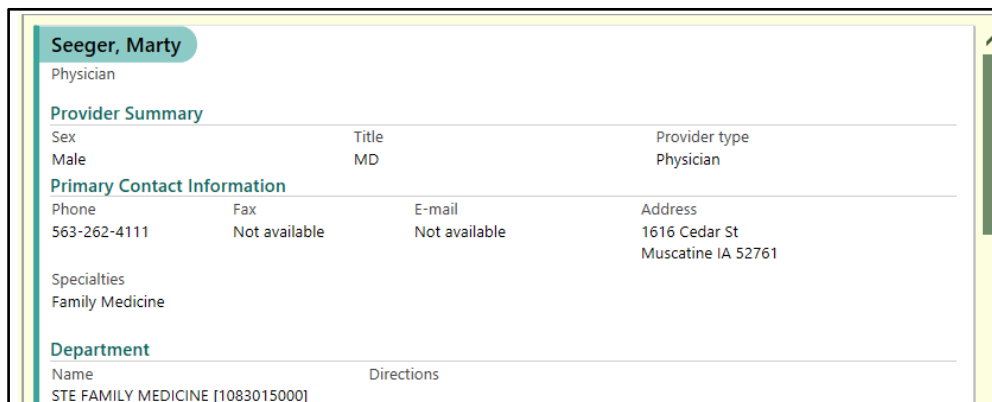 Seeger, Marty
Physician
Provider Summary
Sex Title Provider type
Male MD Physician
Primary Contact Information
Phone Fax E-mail Address
563-262-4111 Not available Not available 1616 Cedar St
Muscatine IA 52761
Specialties
Family Medicine
Department
Name Directions
STE FAMILY MEDICINE [1083015000]